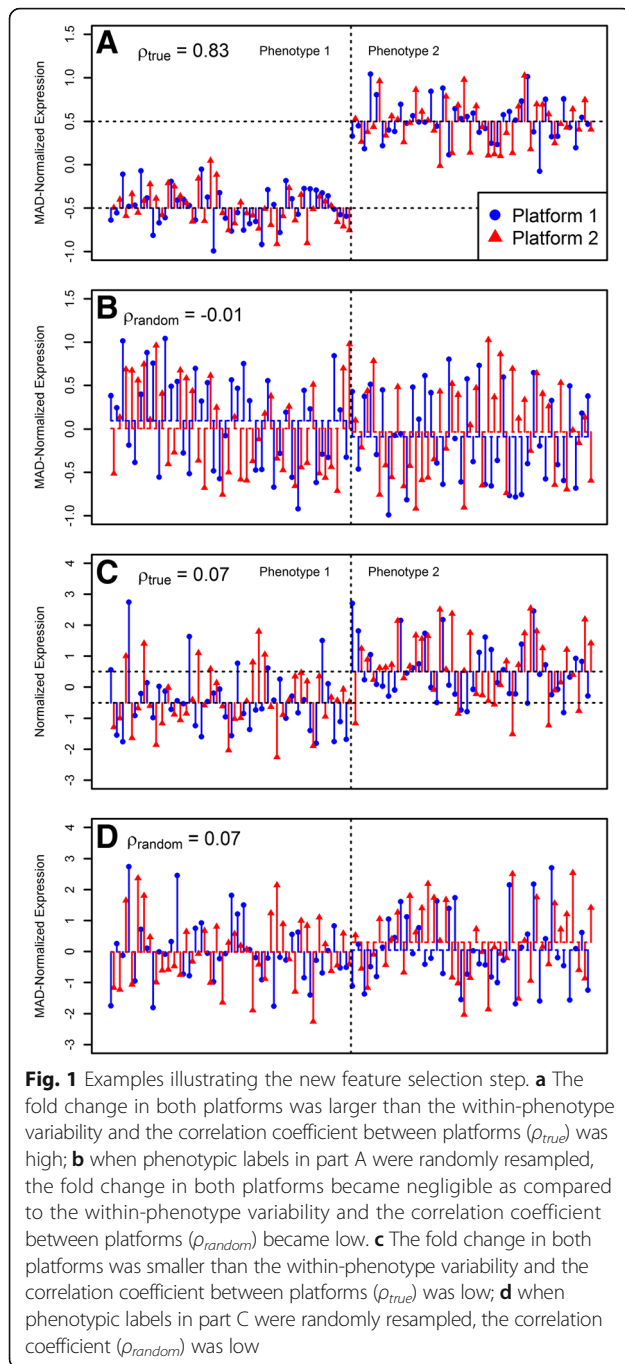 A
ρtrue = 0.83
Phenotype 1
Phenotype 2
MAD-Normalized Expression
1.5
1.0
0.5
0.0
-0.5
-1.0
Platform 1
Platform 2
B
ρrandom = -0.01
MAD-Normalized Expression
1.5
1.0
0.5
0.0
-0.5
-1.0
C
ρtrue = 0.07
Phenotype 1
Phenotype 2
Normalized Expression
4
3
2
1
0
-1
-2
-3
D
ρrandom = 0.07
MAD-Normalized Expression
4
3
2
1
0
-1
-2
-3
Fig. 1 Examples illustrating the new feature selection step. a The
fold change in both platforms was larger than the within-phenotype
variability and the correlation coefficient between platforms (ρtrue) was
high; b when phenotypic labels in part A were randomly resampled,
the fold change in both platforms became negligible as compared
to the within-phenotype variability and the correlation coefficient
between platforms (ρrandom) became low. c The fold change in both
platforms was smaller than the within-phenotype variability and the
correlation coefficient between platforms (ρtrue) was low; d when
phenotypic labels in part C were randomly resampled, the correlation
coefficient (ρrandom) was low